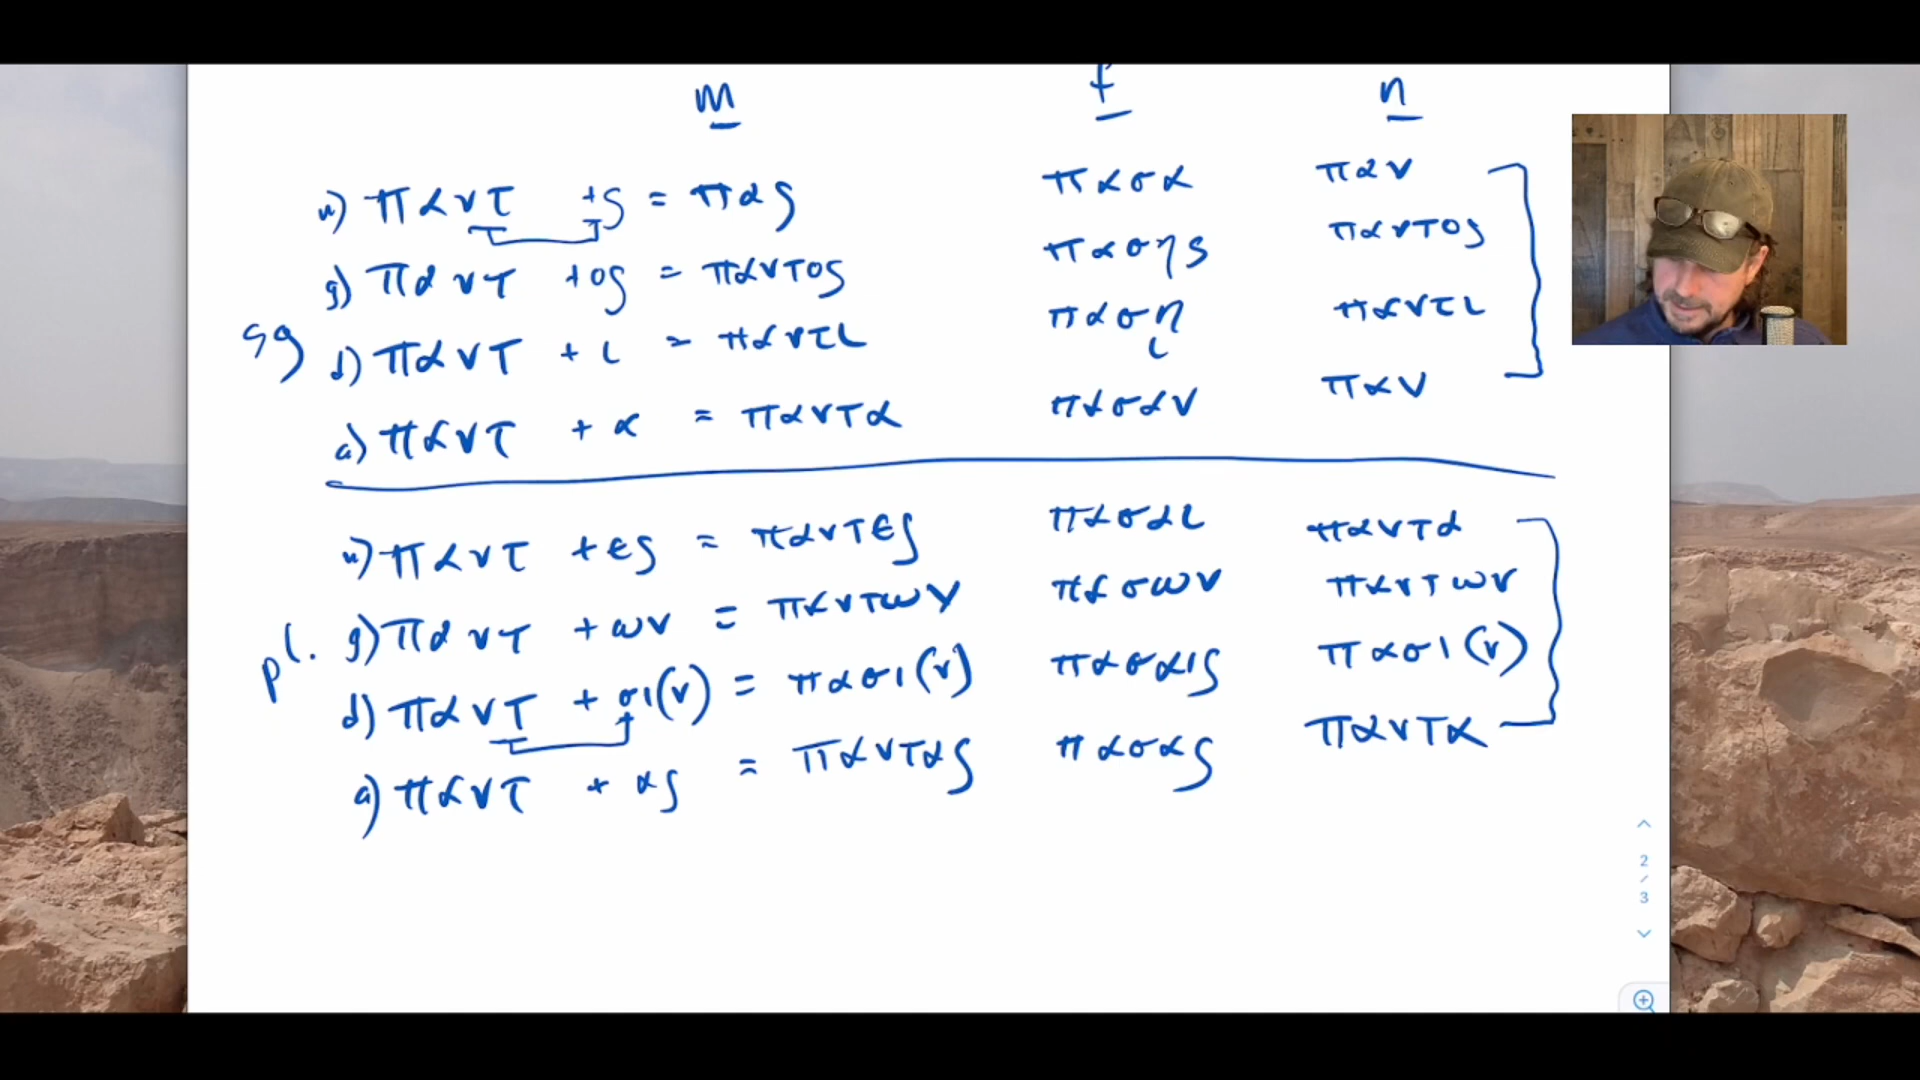 m f n
n) παντ +ς = πας πασα παν
g) παντ +ος = παντος πασης παντος
sg
d) παντ + ι = παντι πασῃ παντι
a) παντ + α = παντα πασαν παν
n) παντ +ες = παντες πασαι παντα
g) παντ + ων = παντων πασων παντων
pl.
d) παντ + σι(ν) = πασι(ν) πασαις πασι(ν)
a) παντ + ας = παντας πασας παντα
2
/
3